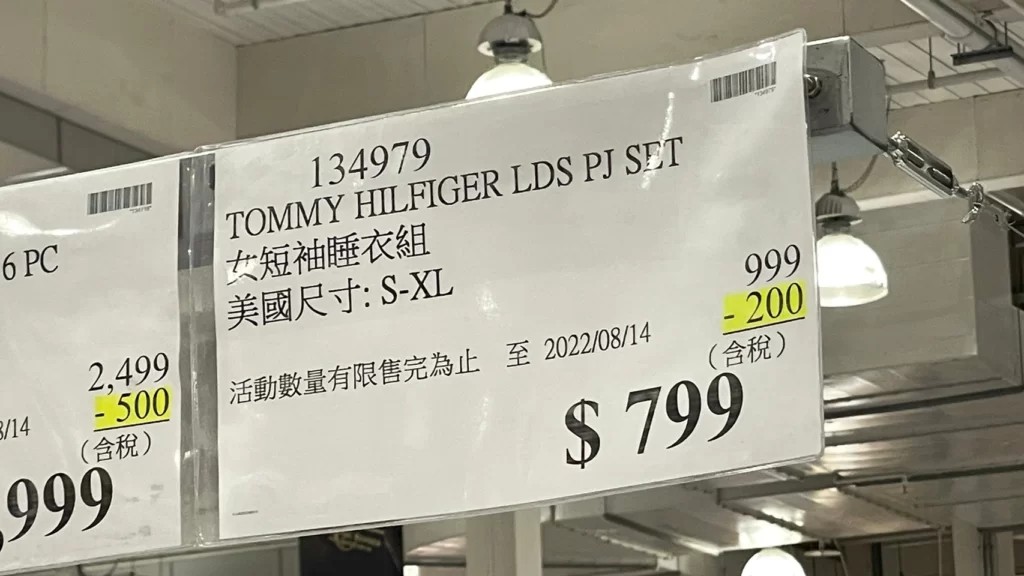 6 PC
2,499
- 500
8/14
(含稅)
,999
134979
TOMMY HILFIGER LDS PJ SET
女短袖睡衣組
美國尺寸: S-XL
999
- 200
活動數量有限售完為止 至 2022/08/14
(含稅)
$ 799